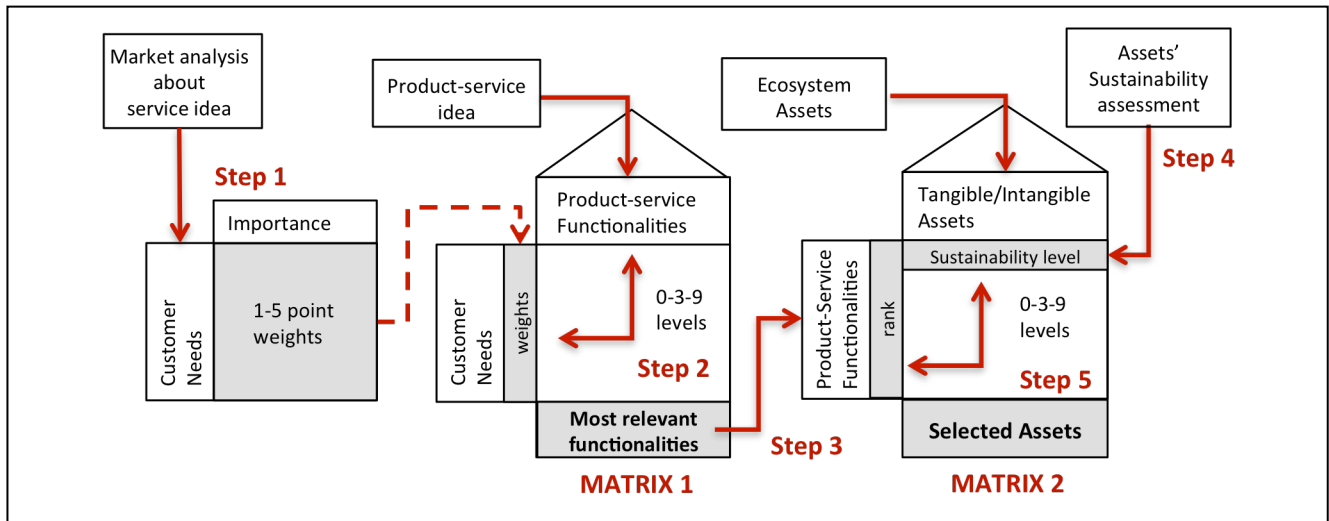 Market analysis
about
service idea
Step 1
Importance
Customer
Needs
1-5 point
weights
Product-service
idea
Product-service
Functionalities
Customer
Needs
weights
0-3-9
levels
Step 2
Most relevant
functionalities
MATRIX 1
Step 3
Ecosystem
Assets
Assets’
Sustainability
assessment
Step 4
Tangible/Intangible
Assets
Sustainability level
Product-Service
Functionalities
rank
0-3-9
levels
Step 5
Selected Assets
MATRIX 2